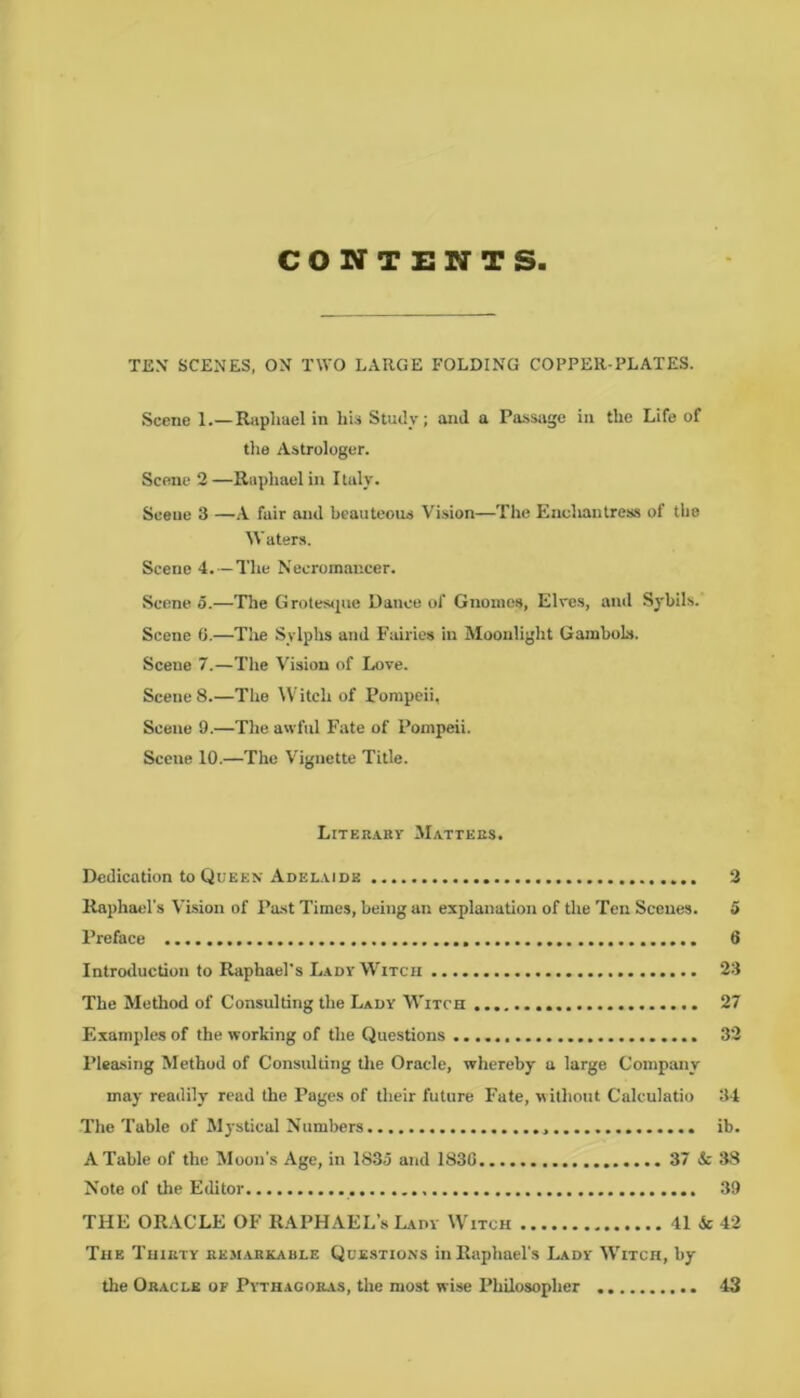 CONTENTS.
TEN SCENES, ON TWO LARGE FOLDING COPPER-PLATES.
Scene 1.—Raphael in his Study; and a Passage in the Life of
the Astrologer.
Scene 2—Raphael in Italy.
Scene 3—A fair and beauteous Vision—The Enchantress of the
Waters.
Scene 4.—The Necromancer.
Scene 5.—The Grotesque Dance of Gnomes, Elves, and Sybils.
Scene 6.—The Sylphs and Fairies in Moonlight Gambols.
Scene 7.—The Vision of Love.
Scene 8.—The Witch of Pompeii,
Scene 9.—The awful Fate of Pompeii.
Scene 10.—The Vignette Title.
LITERARY MATTERS.
Dedication to QUEEN ADELAIDE .......... 2
Raphael's Vision of Past Times, being an explanation of the Ten Scenes. 5
Preface .......... 6
Introduction to Raphael's LADY WITCH .......... 23
The Method of Consulting the LADY WITCH .......... 27
Examples of the working of the Questions .......... 32
Pleasing Method of Consulting the Oracle, whereby a large Company
may readily read the Pages of their future Fate, without Calculatio 34
The Table of Mystical Numbers .......... ib.
A Table of the Moon's Age, in 1835 and 1836 .......... 37 & 38
Note of the Editor .......... 39
THE ORACLE OF RAPHAEL'S LADY WITCH .......... 41 & 42
THE THIRTY REMARKABLE QUESTIONS in Raphael's LADY WITCH, by
the ORACLE OF PYTHAGORAS, the most wise Philosopher .......... 43